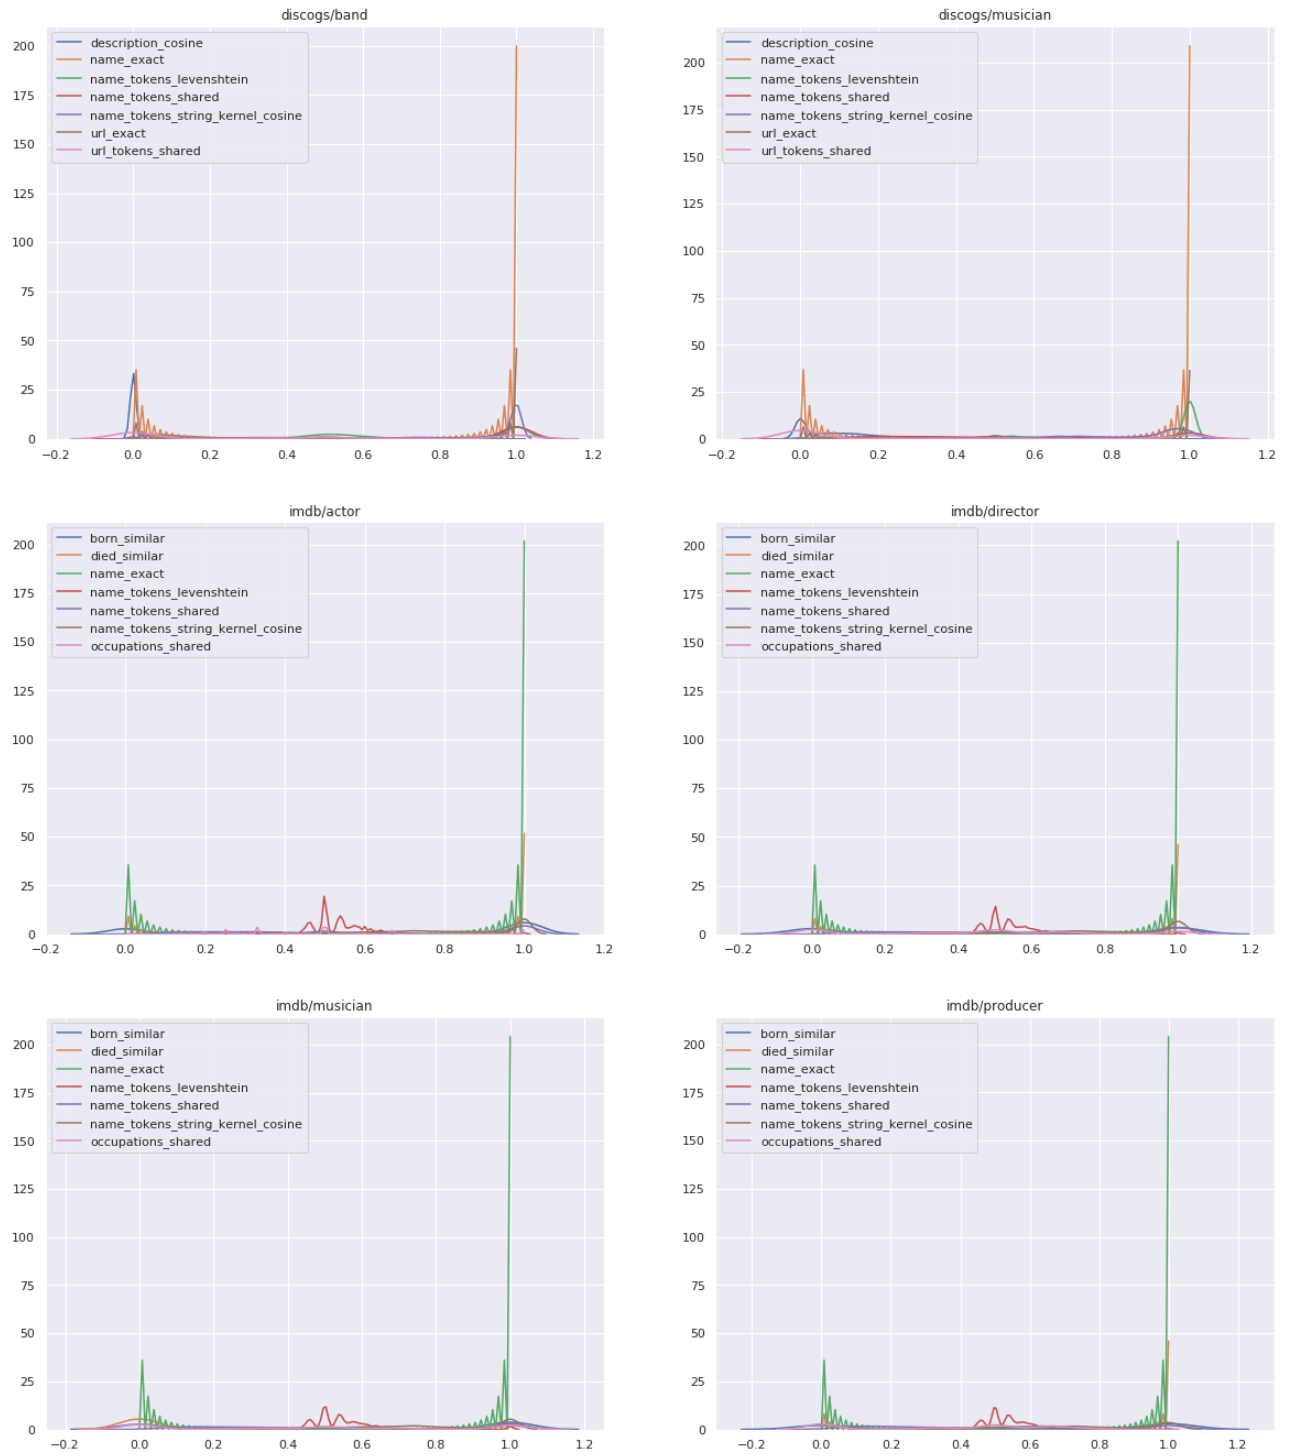 discogs/band
description_cosine
name_exact
name_tokens_levenshtein
name_tokens_shared
name_tokens_string_kernel_cosine
url_exact
url_tokens_shared
200
175
150
125
100
75
50
25
0
−0.2 0.0 0.2 0.4 0.6 0.8 1.0 1.2
discogs/musician
description_cosine
name_exact
name_tokens_levenshtein
name_tokens_shared
name_tokens_string_kernel_cosine
url_exact
url_tokens_shared
200
175
150
125
100
75
50
25
0
−0.2 0.0 0.2 0.4 0.6 0.8 1.0 1.2
imdb/actor
born_similar
died_similar
name_exact
name_tokens_levenshtein
name_tokens_shared
name_tokens_string_kernel_cosine
occupations_shared
200
175
150
125
100
75
50
25
0
−0.2 0.0 0.2 0.4 0.6 0.8 1.0 1.2
imdb/director
born_similar
died_similar
name_exact
name_tokens_levenshtein
name_tokens_shared
name_tokens_string_kernel_cosine
occupations_shared
200
175
150
125
100
75
50
25
0
−0.2 0.0 0.2 0.4 0.6 0.8 1.0 1.2
imdb/musician
born_similar
died_similar
name_exact
name_tokens_levenshtein
name_tokens_shared
name_tokens_string_kernel_cosine
occupations_shared
200
175
150
125
100
75
50
25
0
−0.2 0.0 0.2 0.4 0.6 0.8 1.0 1.2
imdb/producer
born_similar
died_similar
name_exact
name_tokens_levenshtein
name_tokens_shared
name_tokens_string_kernel_cosine
occupations_shared
200
175
150
125
100
75
50
25
0
−0.2 0.0 0.2 0.4 0.6 0.8 1.0 1.2